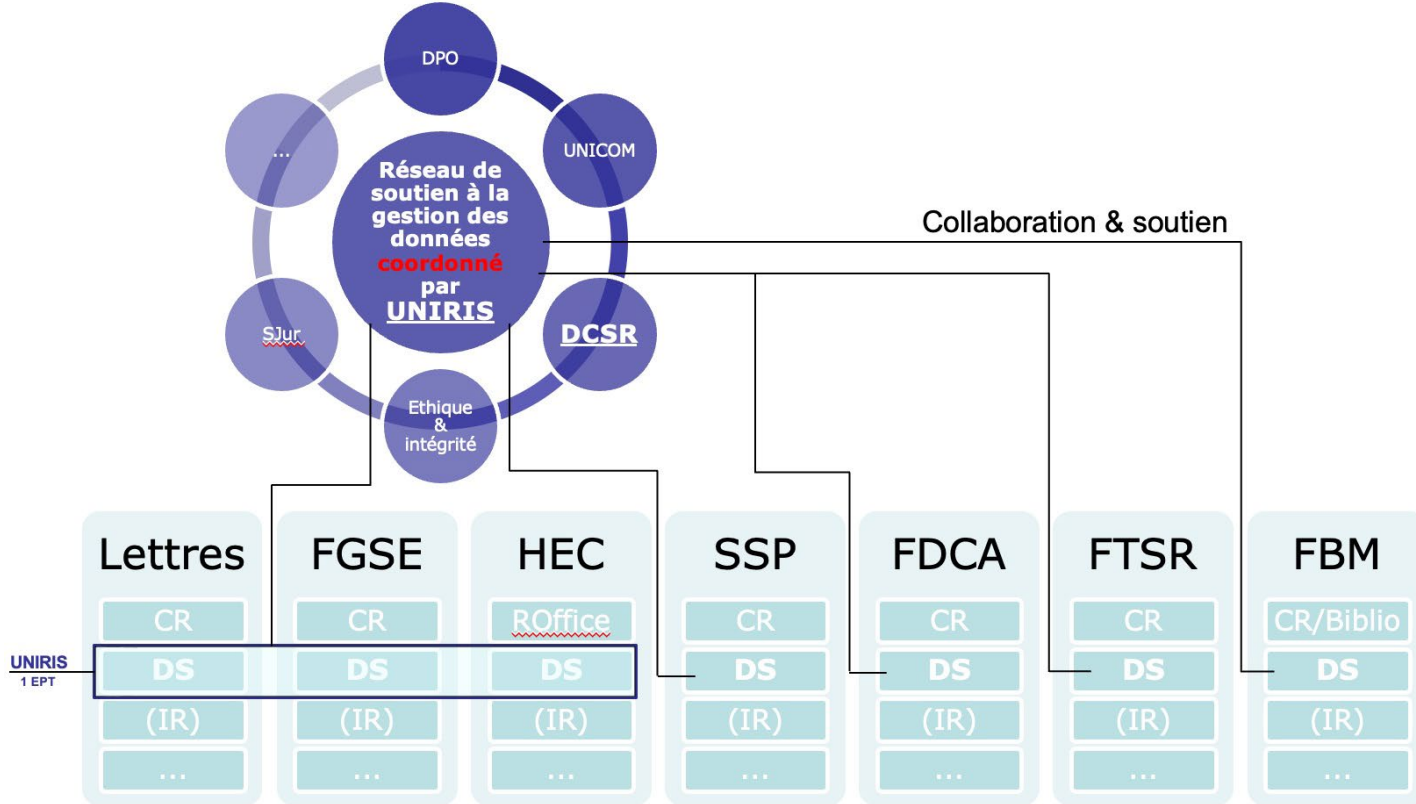 DPO
...
UNICOM
Réseau de
soutien à la
gestion des
données
coordonné
par
UNIRIS
Collaboration & soutien
SJur
DCSR
Ethique
&
intégrité
Lettres
FGSE
HEC
SSP
FDCA
FTSR
FBM
CR
CR
ROffice
CR
CR
CR
CR/Biblio
UNIRIS
1 EPT
DS
DS
DS
DS
DS
DS
DS
(IR)
(IR)
(IR)
(IR)
(IR)
(IR)
(IR)
...
...
...
...
...
...
...